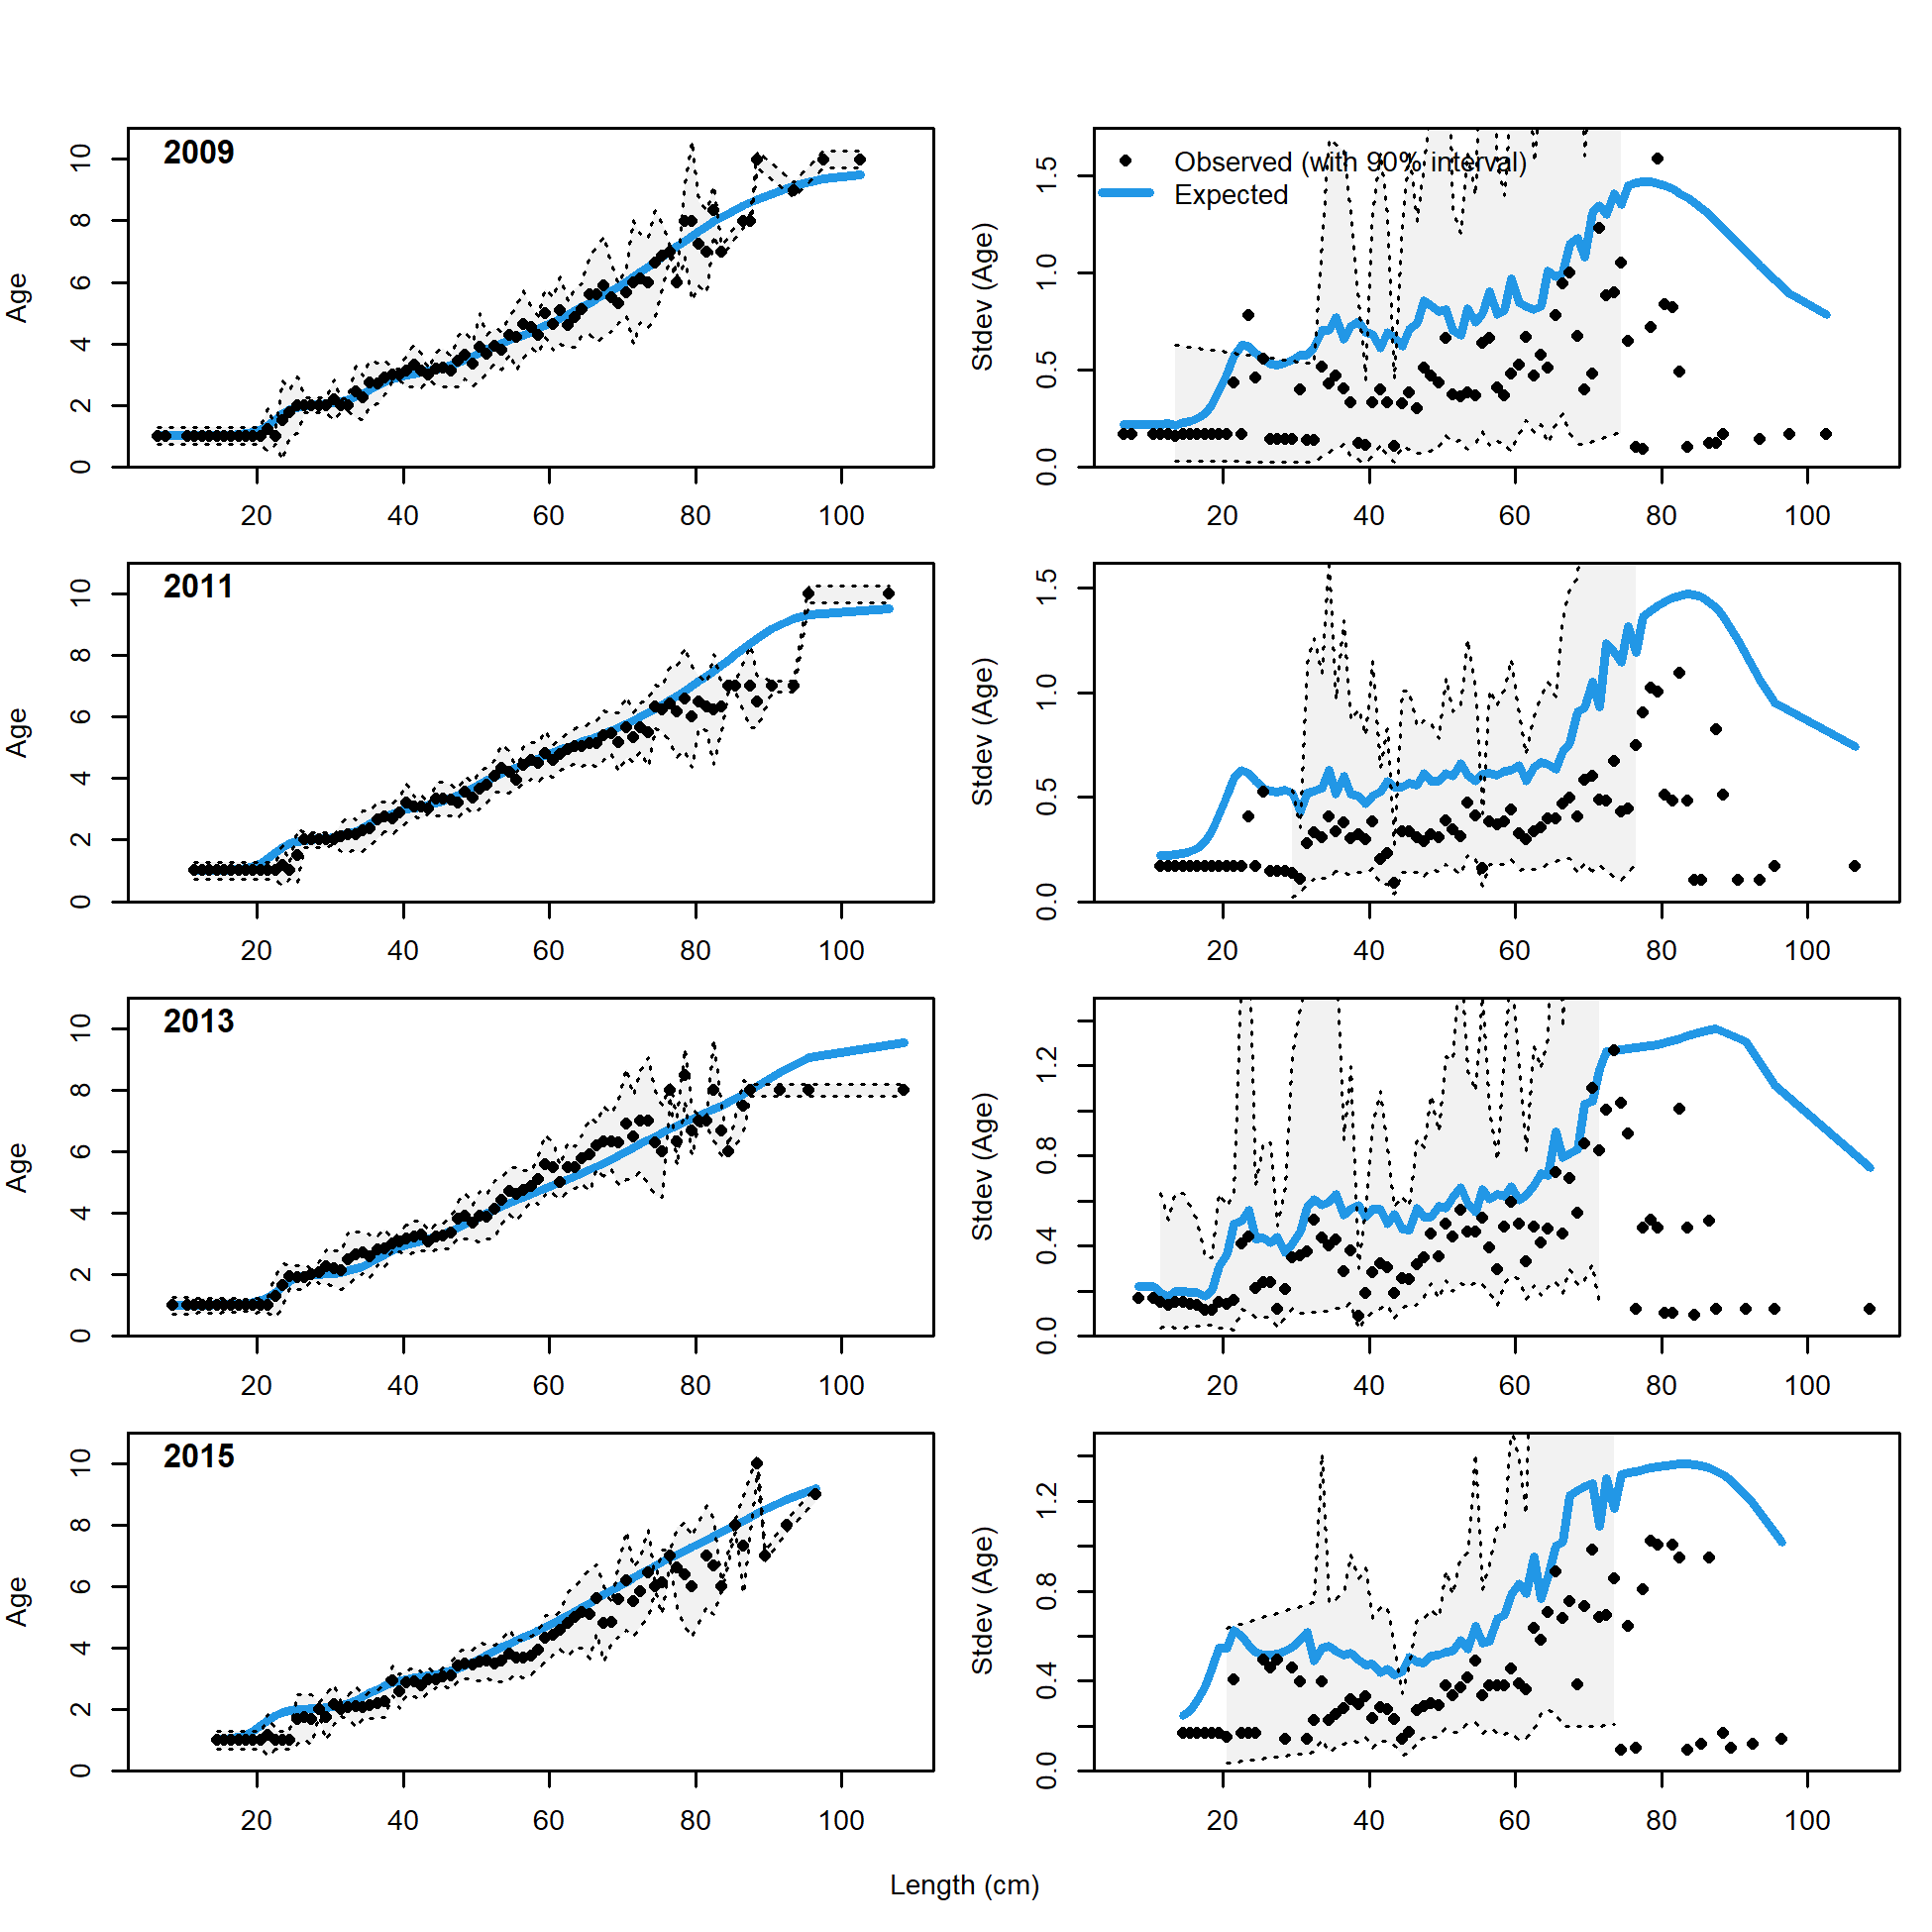 2009
Age
0 2 4 6 8 10
20 40 60 80 100
Observed (with 90% interval)
Expected
Stdev (Age)
0.0 0.5 1.0 1.5
20 40 60 80 100
2011
Age
0 2 4 6 8 10
20 40 60 80 100
Stdev (Age)
0.0 0.5 1.0 1.5
20 40 60 80 100
2013
Age
0 2 4 6 8 10
20 40 60 80 100
Stdev (Age)
0.0 0.4 0.8 1.2
20 40 60 80 100
2015
Age
0 2 4 6 8 10
20 40 60 80 100
Stdev (Age)
0.0 0.4 0.8 1.2
20 40 60 80 100
Length (cm)